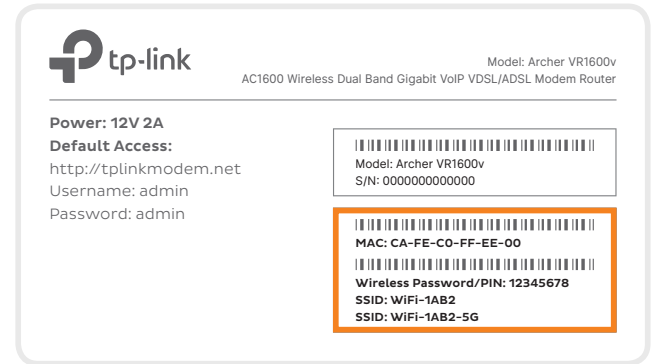 tp-link
Model: Archer VR1600v
AC1600 Wireless Dual Band Gigabit VoIP VDSL/ADSL Modem Router
Power: 12V 2A
Default Access:
http://tplinkmodem.net
Username: admin
Password: admin
Model: Archer VR1600v
S/N: 0000000000000
MAC: CA-FE-C0-FF-EE-00
Wireless Password/PIN: 12345678
SSID: WiFi-1AB2
SSID: WiFi-1AB2-5G